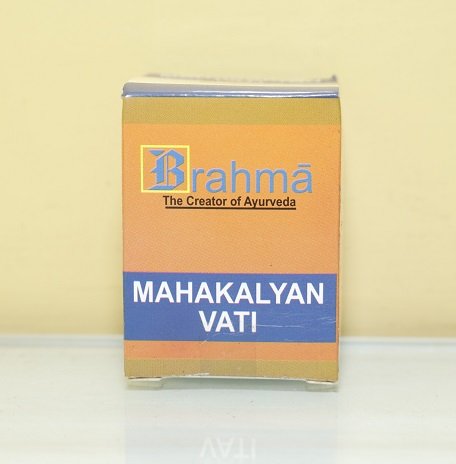 Brahmā
The Creator of Ayurveda
MAHAKALYAN
VATI